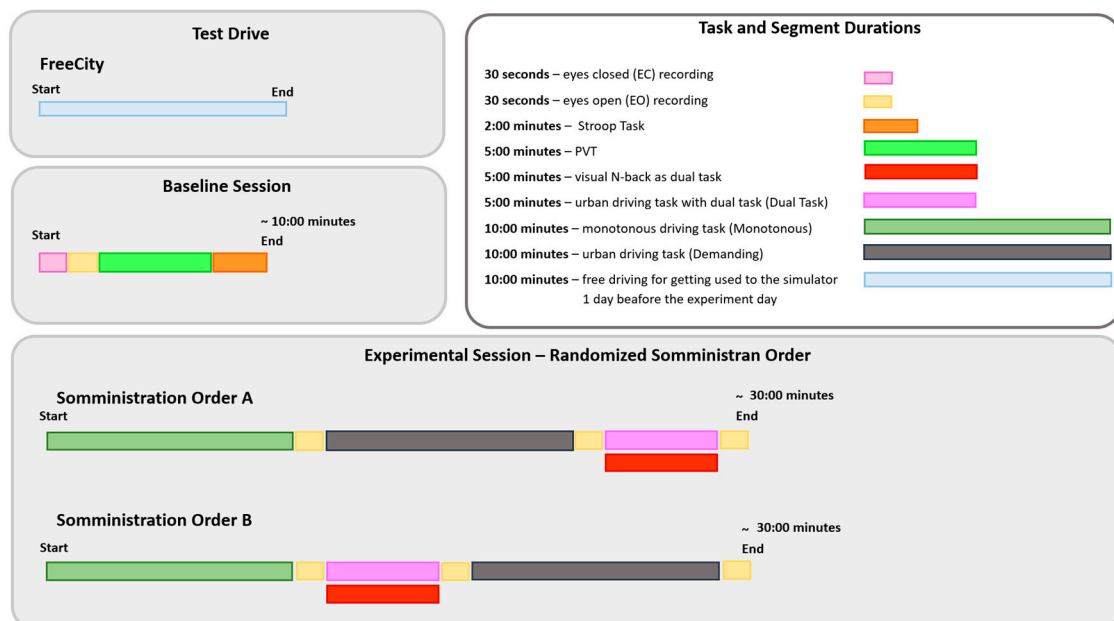 Test Drive
FreeCity
Start
End
Baseline Session
~ 10:00 minutes
Start
End
Task and Segment Durations
30 seconds – eyes closed (EC) recording
30 seconds – eyes open (EO) recording
2:00 minutes – Stroop Task
5:00 minutes – PVT
5:00 minutes – visual N-back as dual task
5:00 minutes – urban driving task with dual task (Dual Task)
10:00 minutes – monotonous driving task (Monotonous)
10:00 minutes – urban driving task (Demanding)
10:00 minutes – free driving for getting used to the simulator
1 day beafore the experiment day
Experimental Session – Randomized Somministran Order
Somministration Order A
~ 30:00 minutes
Start
End
Somministration Order B
~ 30:00 minutes
Start
End